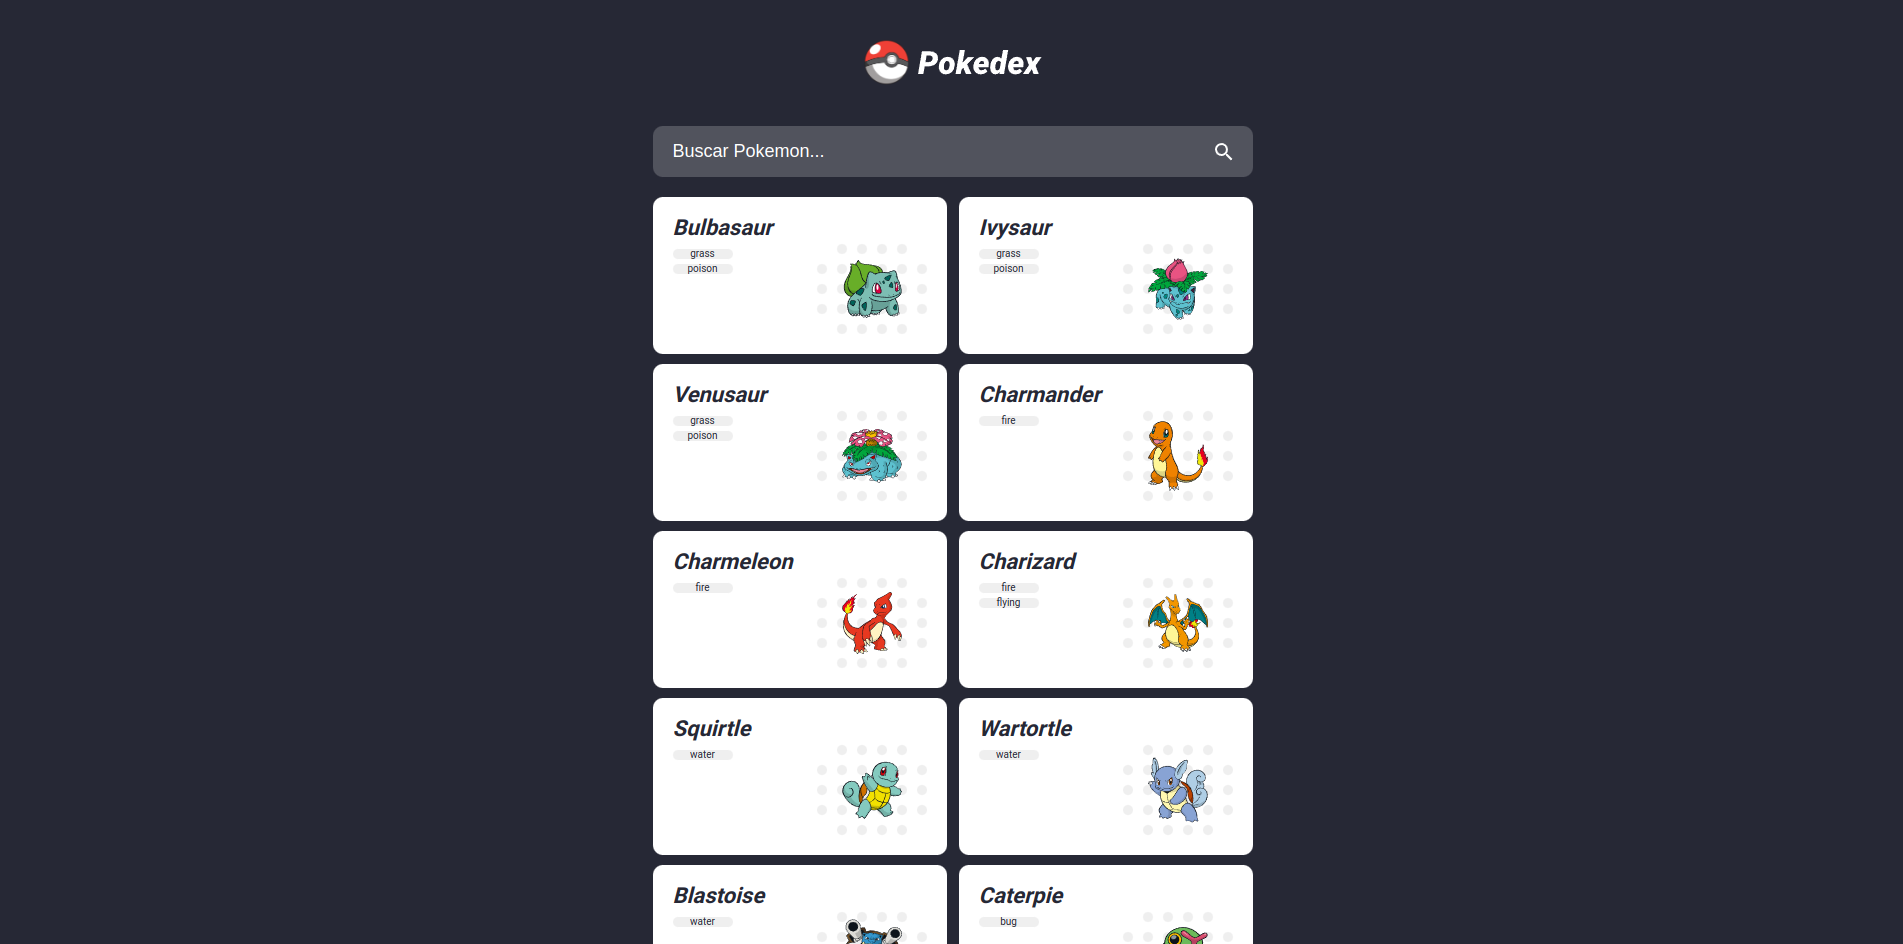 Pokedex
Buscar Pokemon...
Bulbasaur
grass
poison
Ivysaur
grass
poison
Venusaur
grass
poison
Charmander
fire
Charmeleon
fire
Charizard
fire
flying
Squirtle
water
Wartortle
water
Blastoise
water
Caterpie
bug